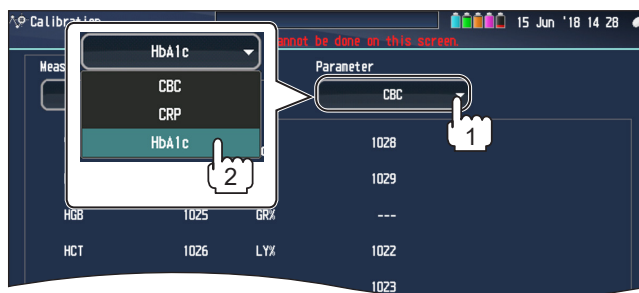 Calibration
15 Jun '18 14 28
annot be done on this screen.
Meas
Parameter
HbA1c
CBC
CRP
HbA1c
CBC
1
2
1028
1029
HGB 1025 GR% ---
HCT 1026 LY% 1022
1023